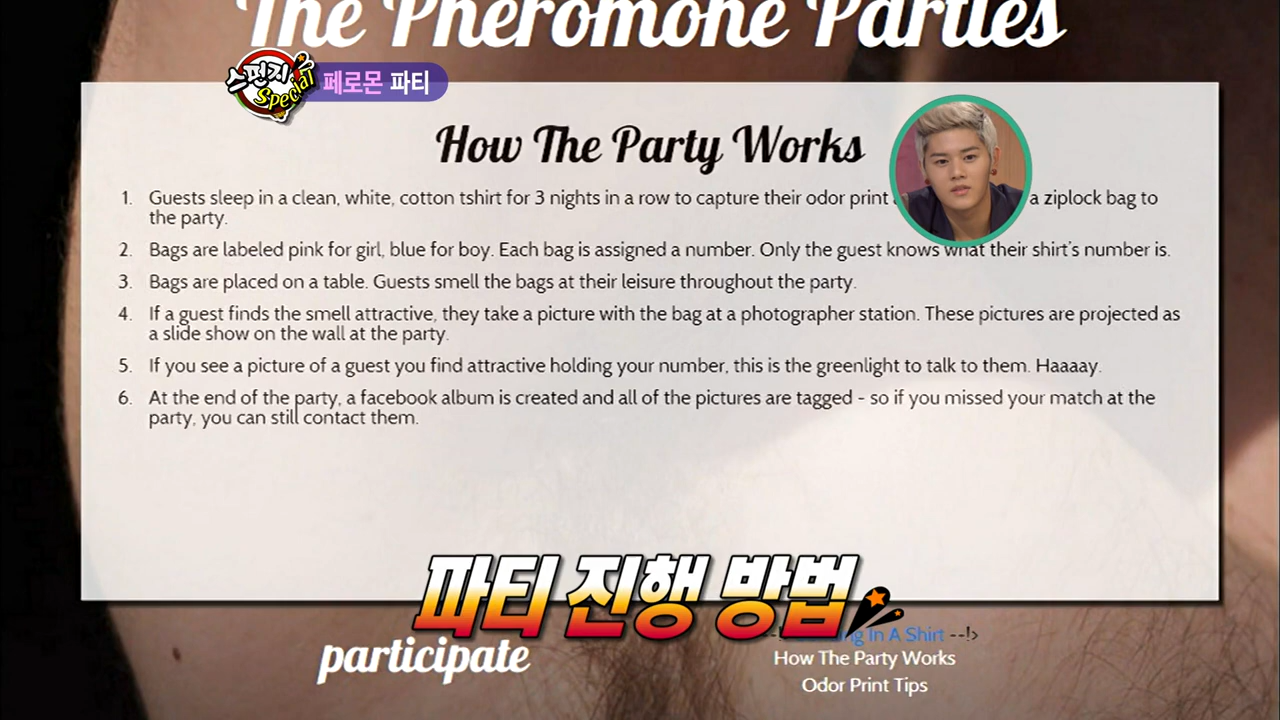 The Pheromone Parties
스펀지 Special 페로몬 파티
How The Party Works
1. Guests sleep in a clean, white, cotton tshirt for 3 nights in a row to capture their odor print a ziplock bag to
the party.
2. Bags are labeled pink for girl, blue for boy. Each bag is assigned a number. Only the guest knows what their shirt's number is.
3. Bags are placed on a table. Guests smell the bags at their leisure throughout the party.
4. If a guest finds the smell attractive, they take a picture with the bag at a photographer station. These pictures are projected as
a slide show on the wall at the party.
5. If you see a picture of a guest you find attractive holding your number, this is the greenlight to talk to them. Haaaay.
6. At the end of the party, a facebook album is created and all of the pictures are tagged - so if you missed your match at the
party, you can still contact them.
파티 진행 방법
In A Shirt --!>
participate
How The Party Works
Odor Print Tips